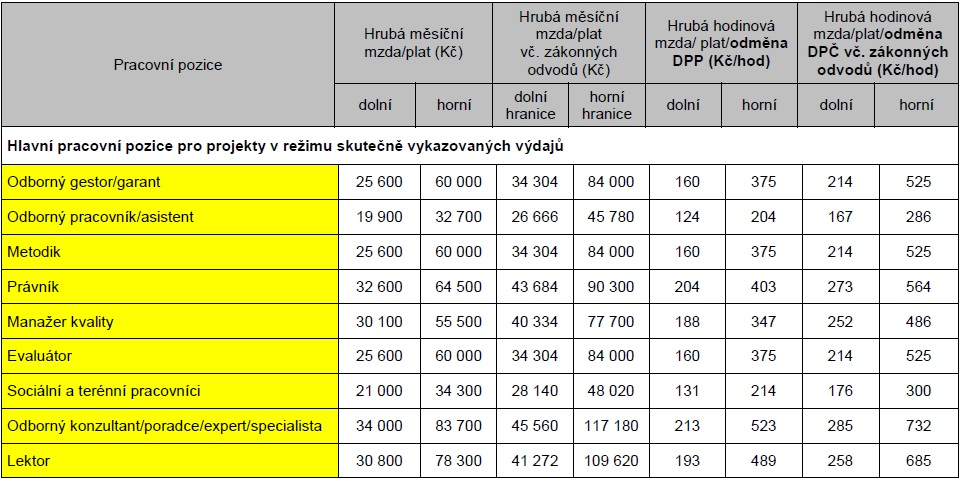 Pracovní pozice
Hrubá měsíční
mzda/plat (Kč)
Hrubá měsíční
mzda/plat
vč. zákonných
odvodů (Kč)
Hrubá hodinová
mzda/ plat/odměna
DPP (Kč/hod)
Hrubá hodinová
mzda/plat/odměna
DPČ vč. zákonných
odvodů (Kč/hod)
dolní horní dolní hranice horní hranice dolní horní dolní horní
Hlavní pracovní pozice pro projekty v režimu skutečně vykazovaných výdajů
Odborný gestor/garant 25 600 60 000 34 304 84 000 160 375 214 525
Odborný pracovník/asistent 19 900 32 700 26 666 45 780 124 204 167 286
Metodik 25 600 60 000 34 304 84 000 160 375 214 525
Právník 32 600 64 500 43 684 90 300 204 403 273 564
Manažer kvality 30 100 55 500 40 334 77 700 188 347 252 486
Evaluátor 25 600 60 000 34 304 84 000 160 375 214 525
Sociální a terénní pracovníci 21 000 34 300 28 140 48 020 131 214 176 300
Odborný konzultant/poradce/expert/specialista 34 000 83 700 45 560 117 180 213 523 285 732
Lektor 30 800 78 300 41 272 109 620 193 489 258 685